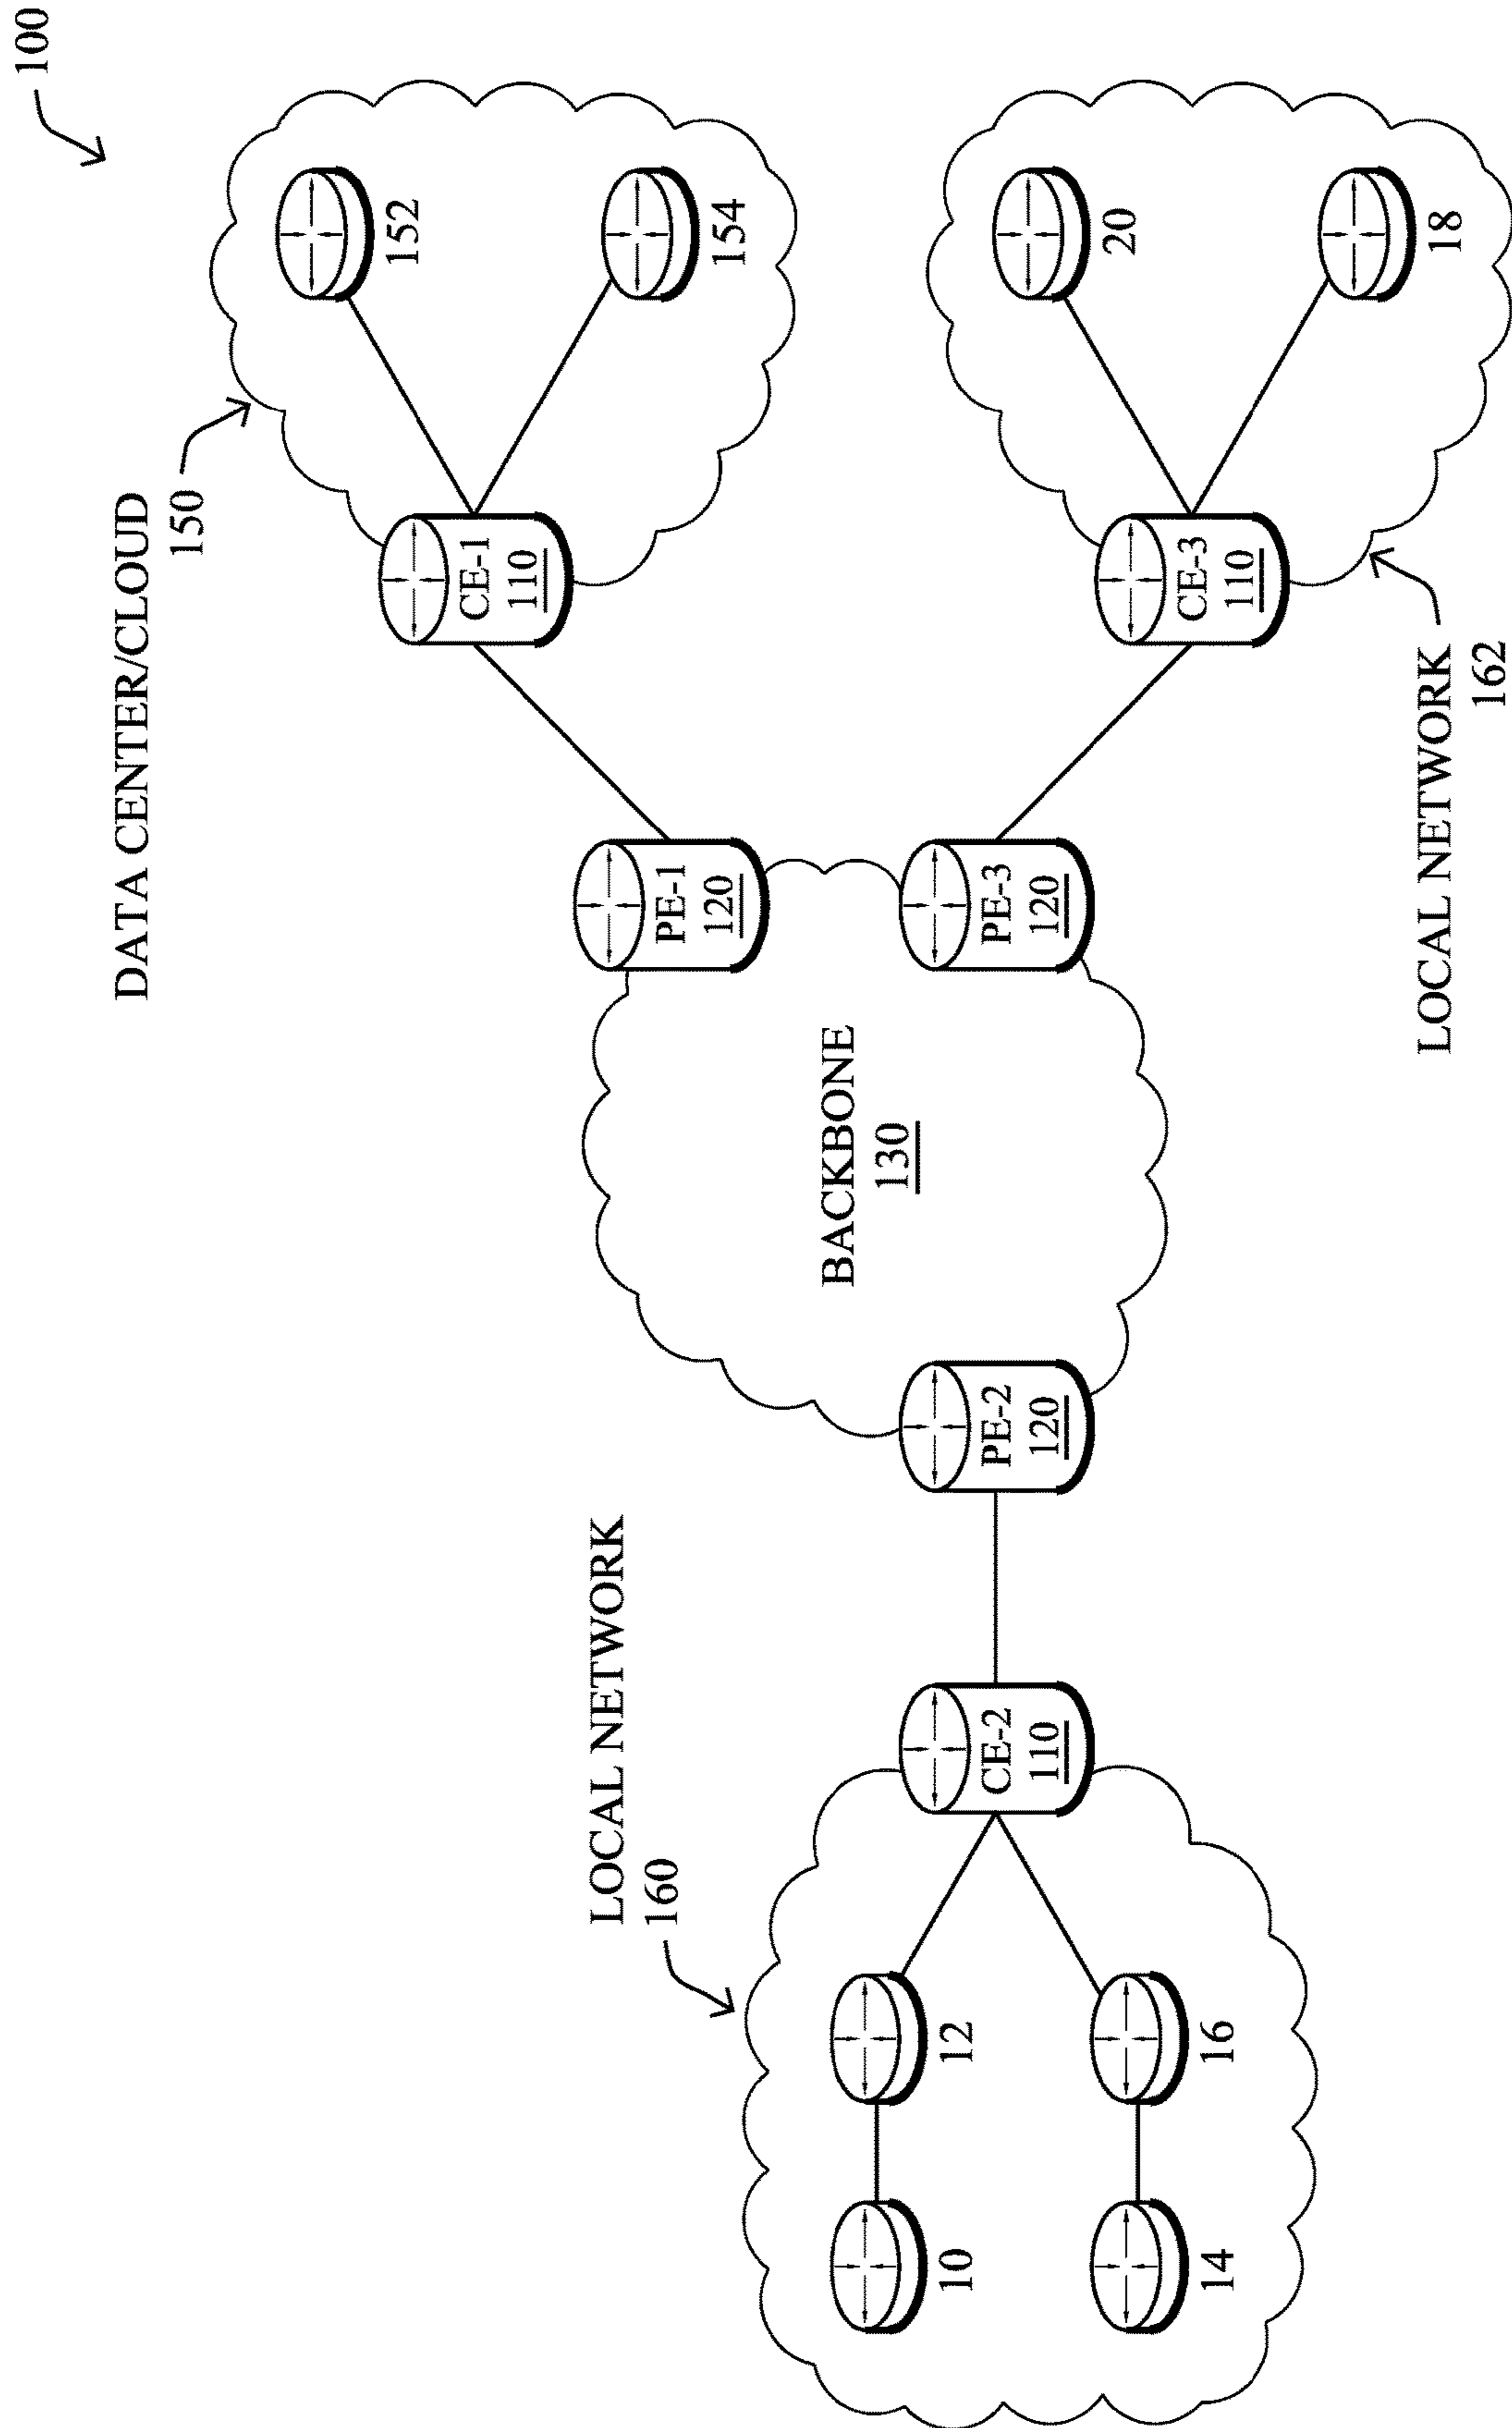 100
DATA CENTER/CLOUD
150
152
CE-1
110
154
PE-1
120
LOCAL NETWORK
160
BACKBONE
130
12
10
CE-2
110
PE-2
120
PE-3
120
20
CE-3
110
16
14
18
LOCAL NETWORK
162